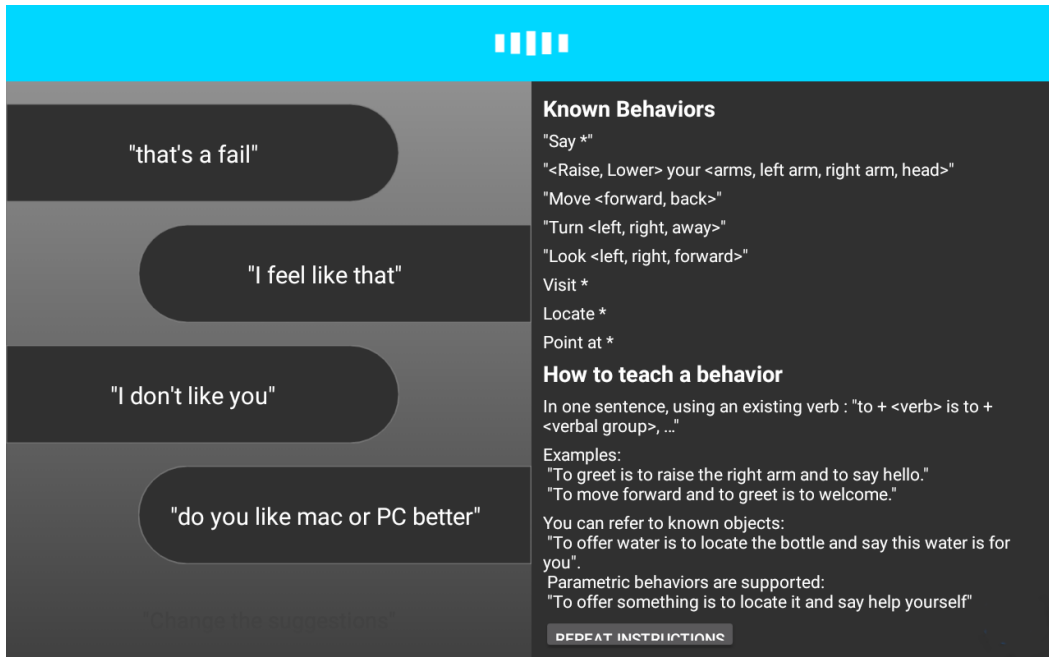 "that's a fail"
"I feel like that"
"I don't like you"
"do you like mac or PC better"
"Change the suggestions"
Known Behaviors
"Say *"
"<Raise, Lower> your <arms, left arm, right arm, head>"
"Move <forward, back>"
"Turn <left, right, away>"
"Look <left, right, forward>"
Visit *
Locate *
Point at *
How to teach a behavior
In one sentence, using an existing verb : "to + <verb> is to +
<verbal group>, ..."
Examples:
"To greet is to raise the right arm and to say hello."
"To move forward and to greet is to welcome."
You can refer to known objects:
"To offer water is to locate the bottle and say this water is for
you".
Parametric behaviors are supported:
"To offer something is to locate it and say help yourself"
REPEAT INSTRUCTIONS